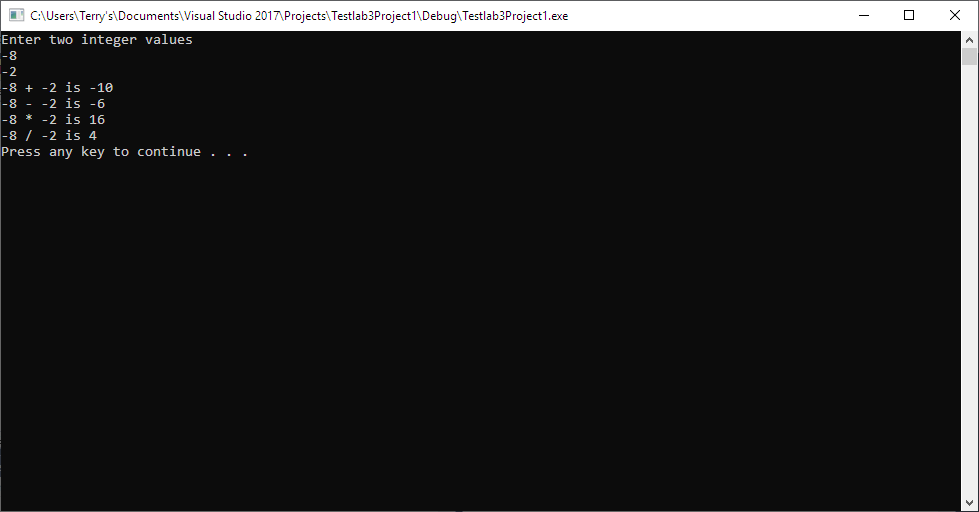 C:\Users\Terry's\Documents\Visual Studio 2017\Projects\Testlab3Project1\Debug\Testlab3Project1.exe
Enter two integer values
-8
-2
-8 + -2 is -10
-8 - -2 is -6
-8 * -2 is 16
-8 / -2 is 4
Press any key to continue . . .